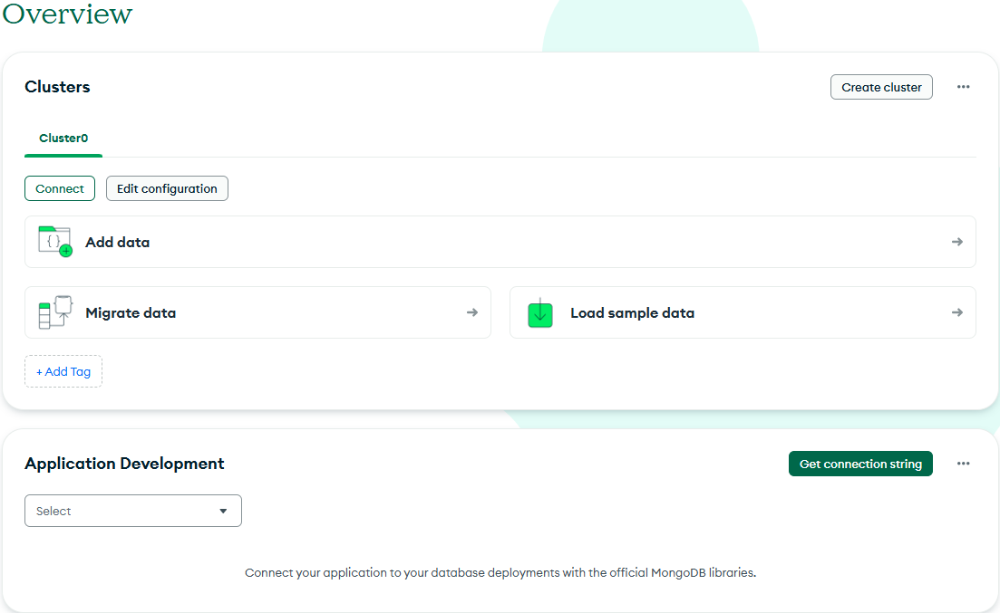 Overview
Clusters
Create cluster
Cluster0
Connect
Edit configuration
Add data
Migrate data
Load sample data
+ Add Tag
Application Development
Get connection string
Select
Connect your application to your database deployments with the official MongoDB libraries.